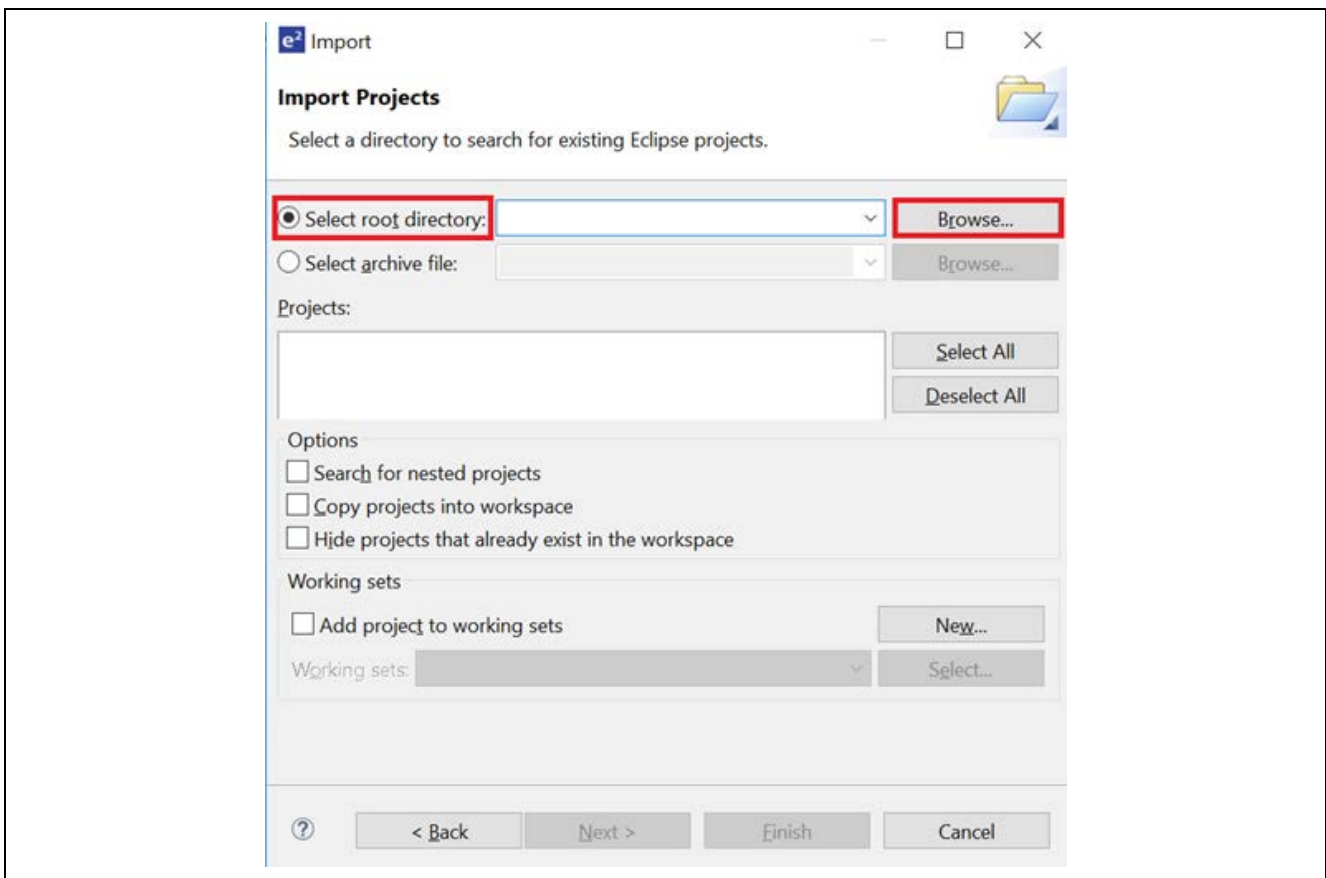 e² Import
Import Projects
Select a directory to search for existing Eclipse projects.
Select root directory:
Browse...
Select archive file:
Browse...
Projects:
Select All
Deselect All
Options
Search for nested projects
Copy projects into workspace
Hide projects that already exist in the workspace
Working sets
Add project to working sets
New...
Working sets:
Select...
? < Back Next > Finish Cancel